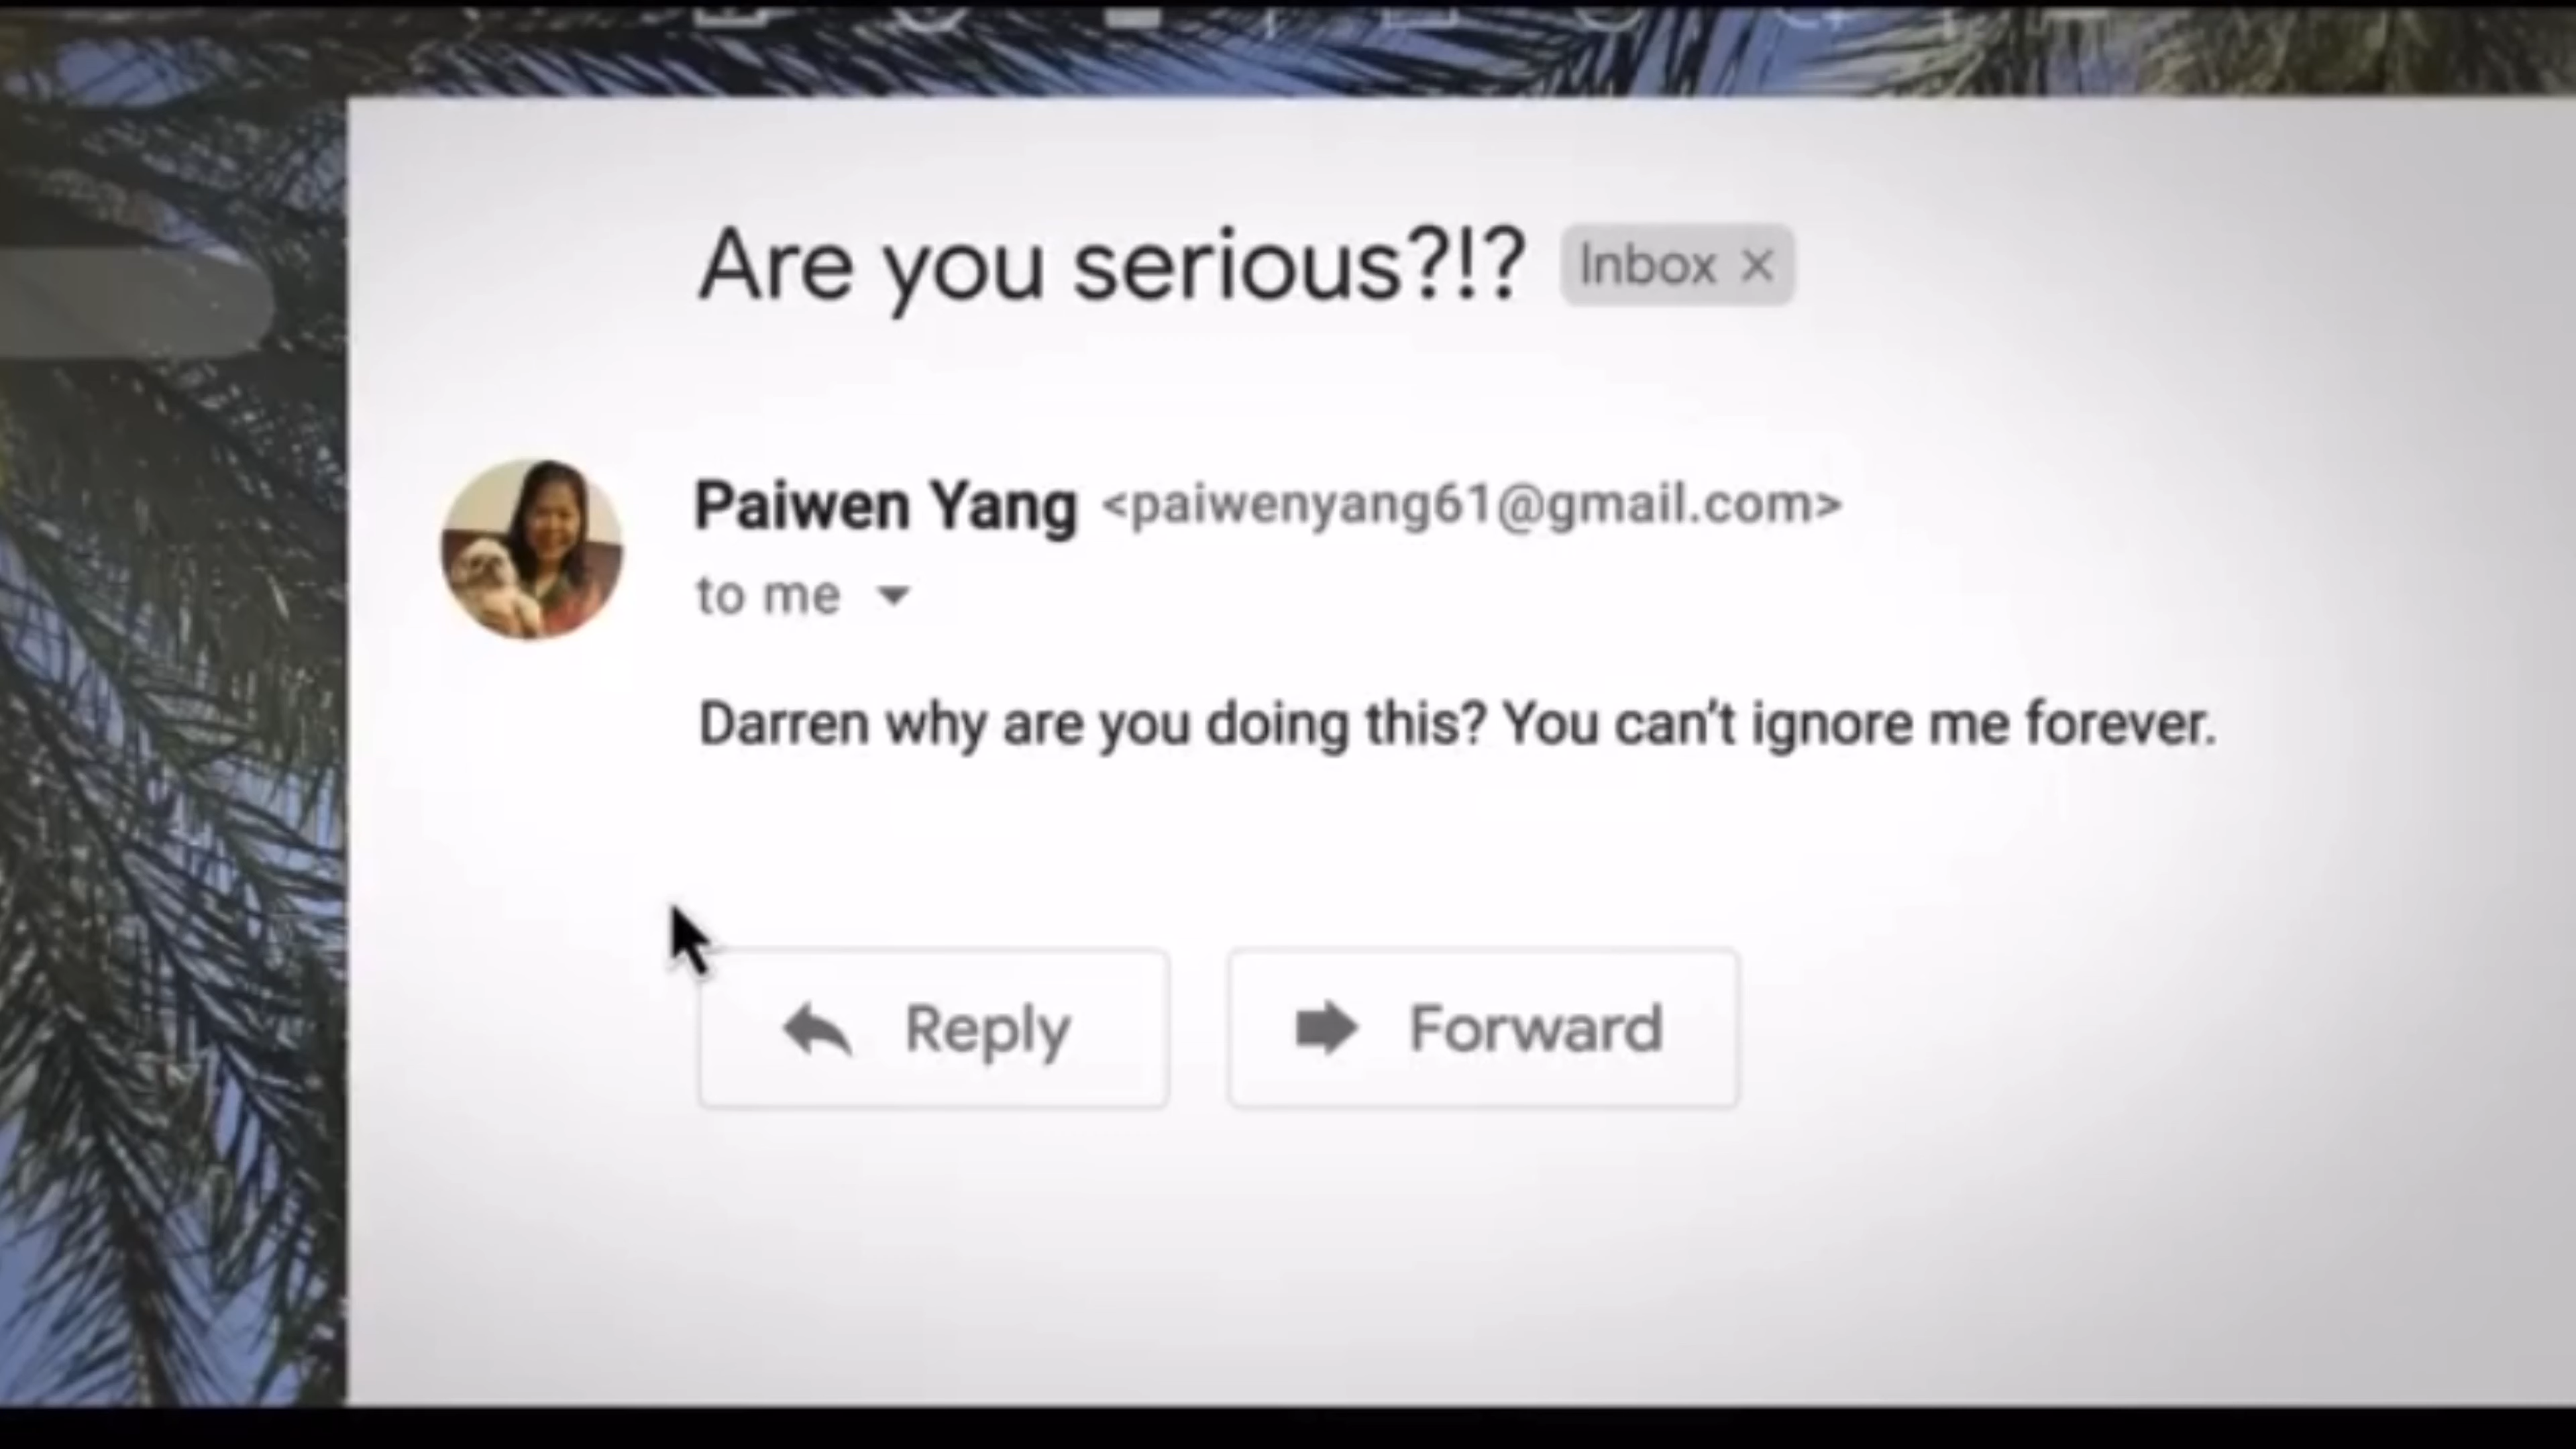 Are you serious?!? Inbox ×
Paiwen Yang <paiwenyang61@gmail.com>
to me
Darren why are you doing this? You can't ignore me forever.
Reply Forward